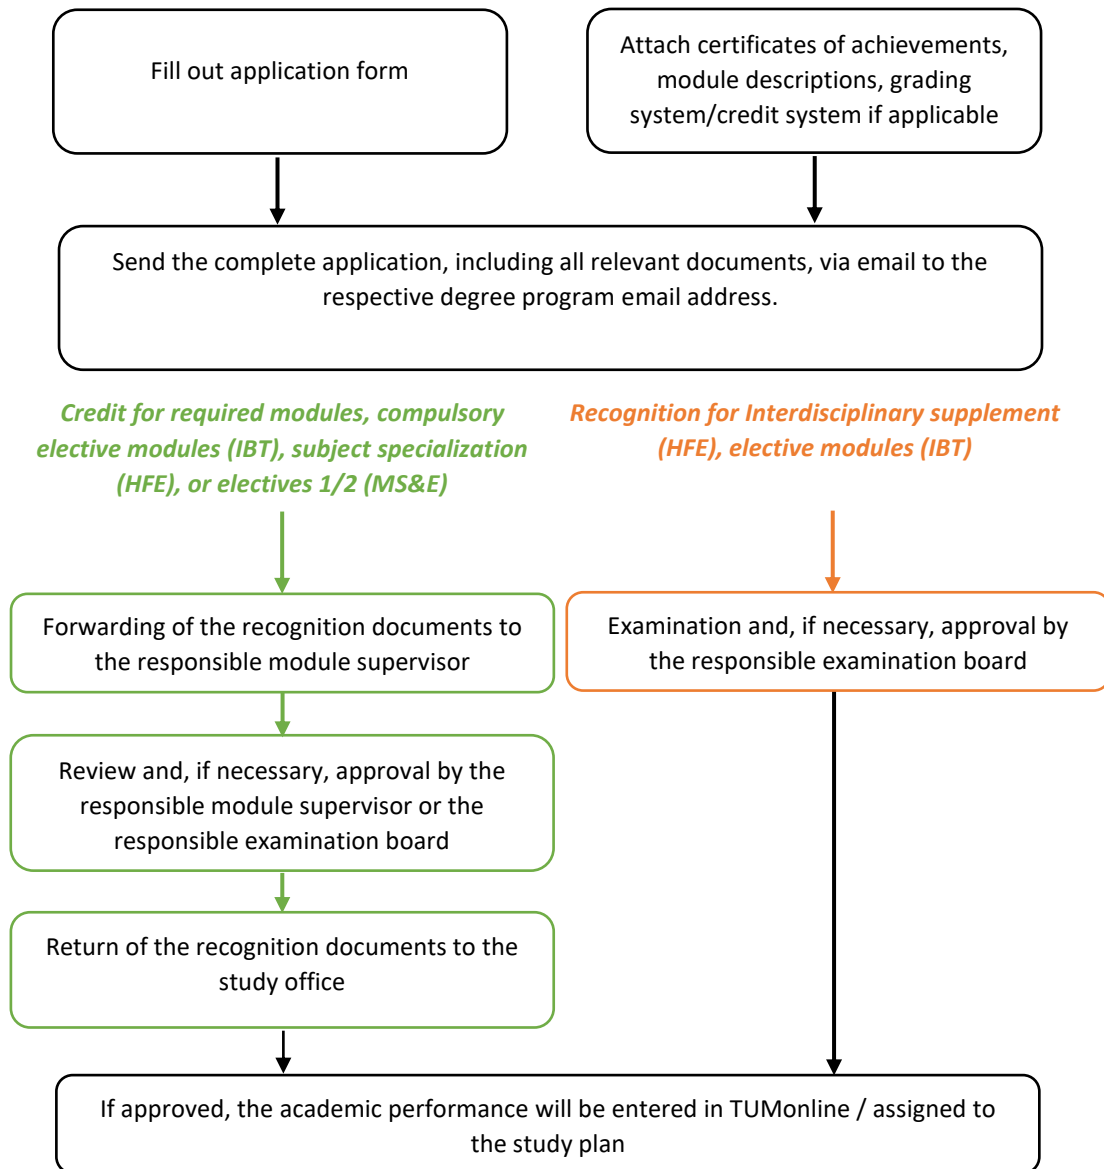 Fill out application form
Attach certificates of achievements,
module descriptions, grading
system/credit system if applicable
Send the complete application, including all relevant documents, via email to the
respective degree program email address.
Credit for required modules, compulsory
elective modules (IBT), subject specialization
(HFE), or electives 1/2 (MS&E)
Recognition for Interdisciplinary supplement
(HFE), elective modules (IBT)
Forwarding of the recognition documents to
the responsible module supervisor
Examination and, if necessary, approval by
the responsible examination board
Review and, if necessary, approval by the
responsible module supervisor or the
responsible examination board
Return of the recognition documents to the
study office
If approved, the academic performance will be entered in TUMonline / assigned to
the study plan